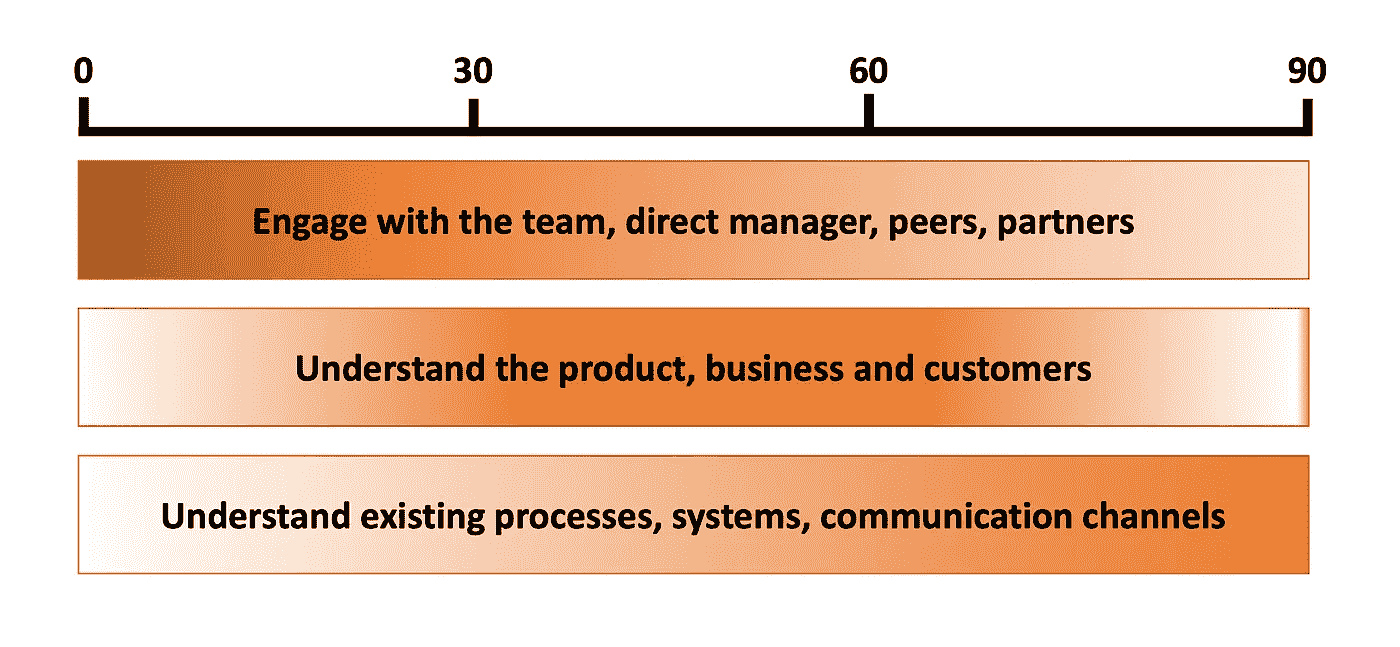 0 30 60 90
Engage with the team, direct manager, peers, partners
Understand the product, business and customers
Understand existing processes, systems, communication channels